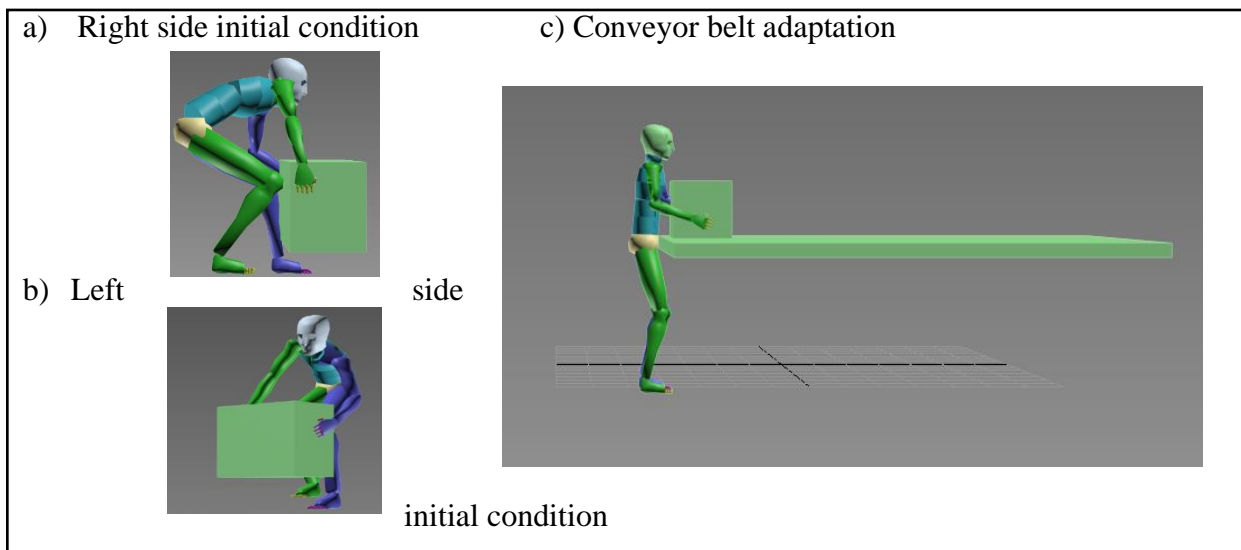 a) Right side initial condition
c) Conveyor belt adaptation
b) Left side
initial condition